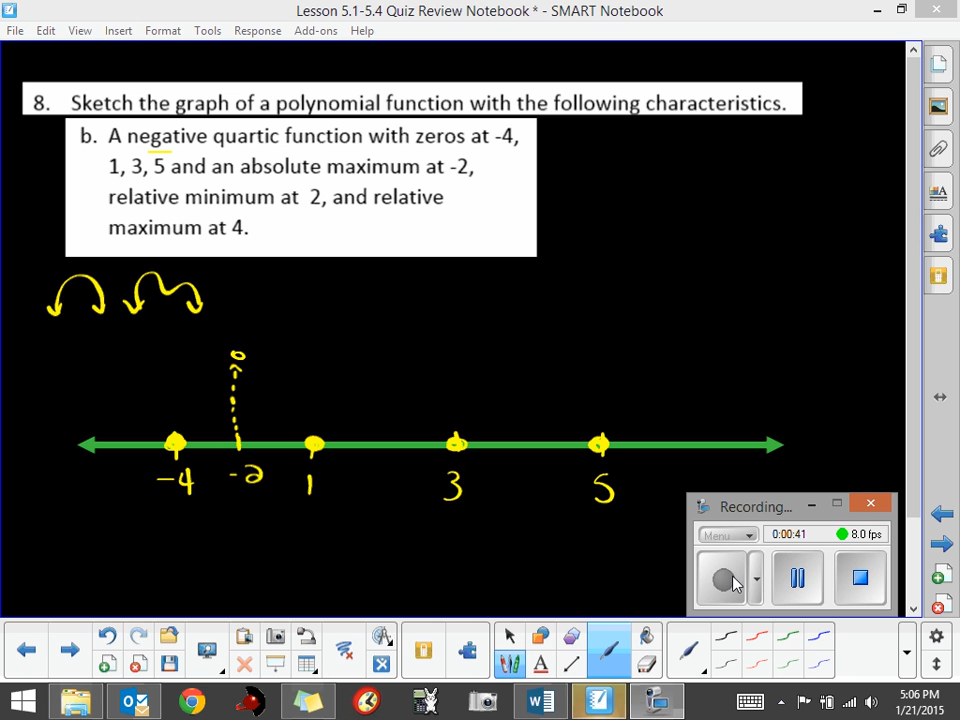 Lesson 5.1-5.4 Quiz Review Notebook * - SMART Notebook
File Edit View Insert Format Tools Response Add-ons Help
8. Sketch the graph of a polynomial function with the following characteristics.
b. A negative quartic function with zeros at -4,
1, 3, 5 and an absolute maximum at -2,
relative minimum at 2, and relative
maximum at 4.
-4 -2 1 3 5
Recording...
Menu 0:00:41 8.0 fps
5:06 PM
1/21/2015